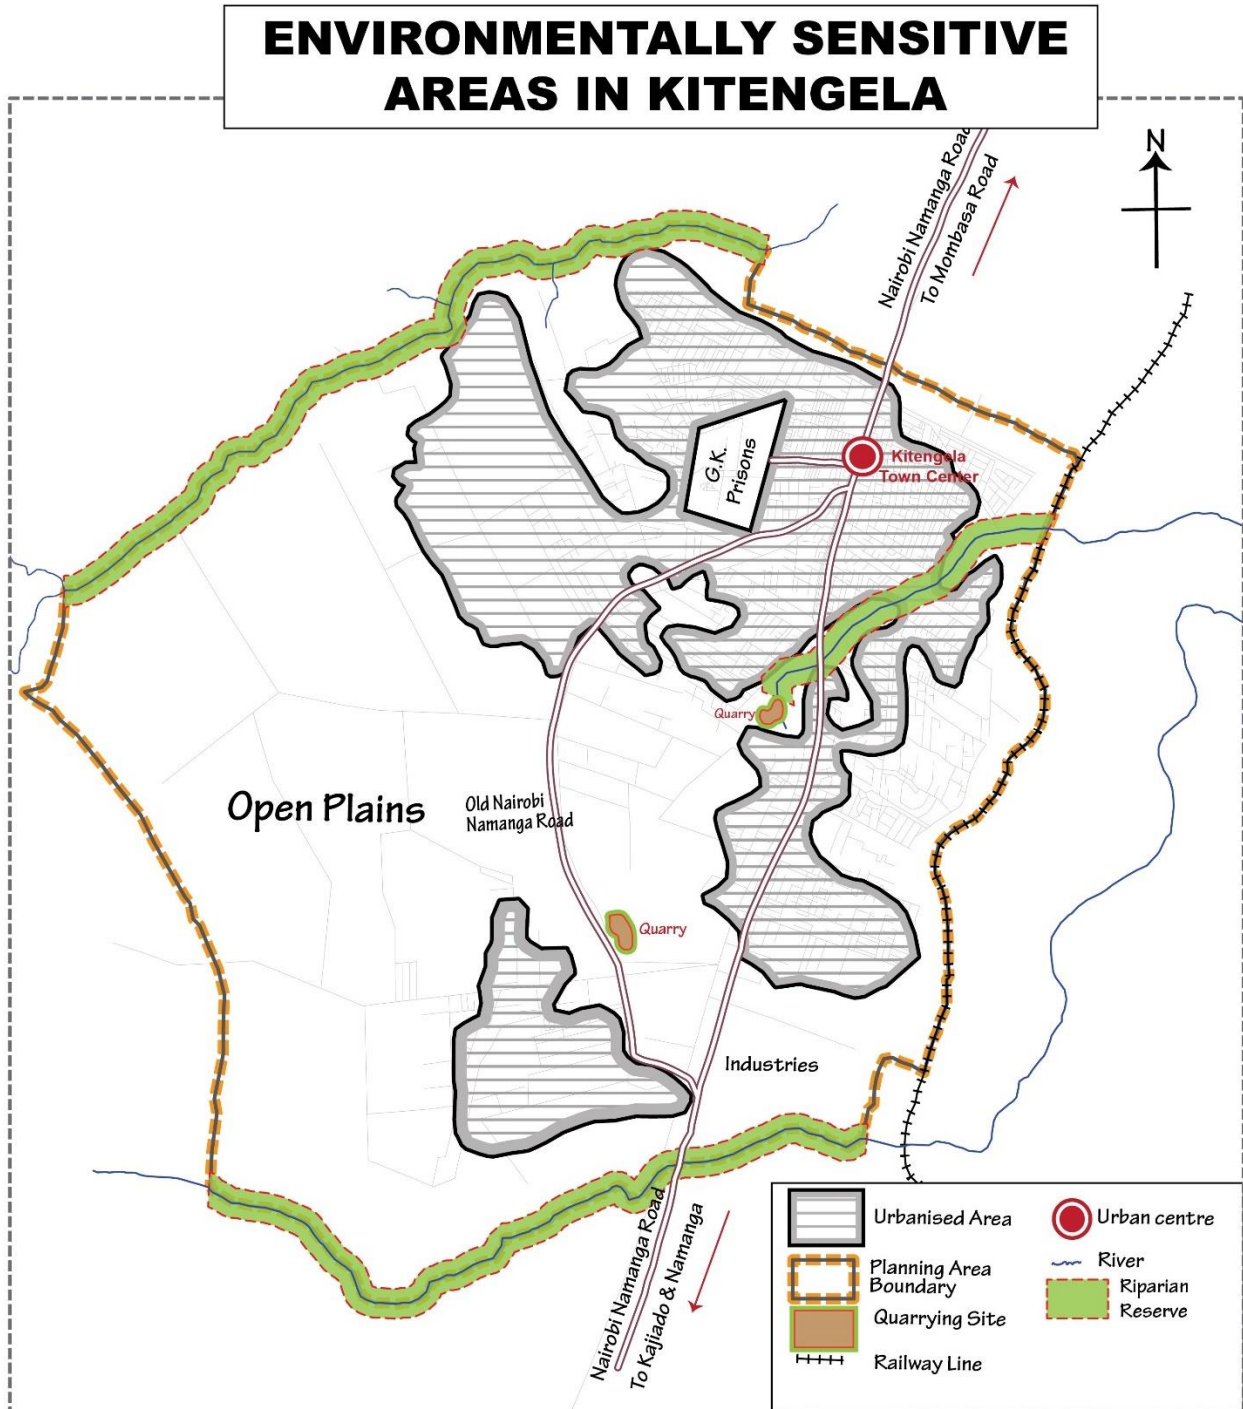 ENVIRONMENTALLY SENSITIVE
AREAS IN KITENGELA
N
Nairobi Namanga Road
To Mombasa Road
G.K.
Prisons
Kitengela
Town Center
Quarry
Open Plains
Old Nairobi
Namanga Road
Quarry
Industries
Nairobi Namanga Road
To Kajiado & Namanga
Urbanised Area
Urban centre
Planning Area
Boundary
River
Riparian
Reserve
Quarrying Site
Railway Line